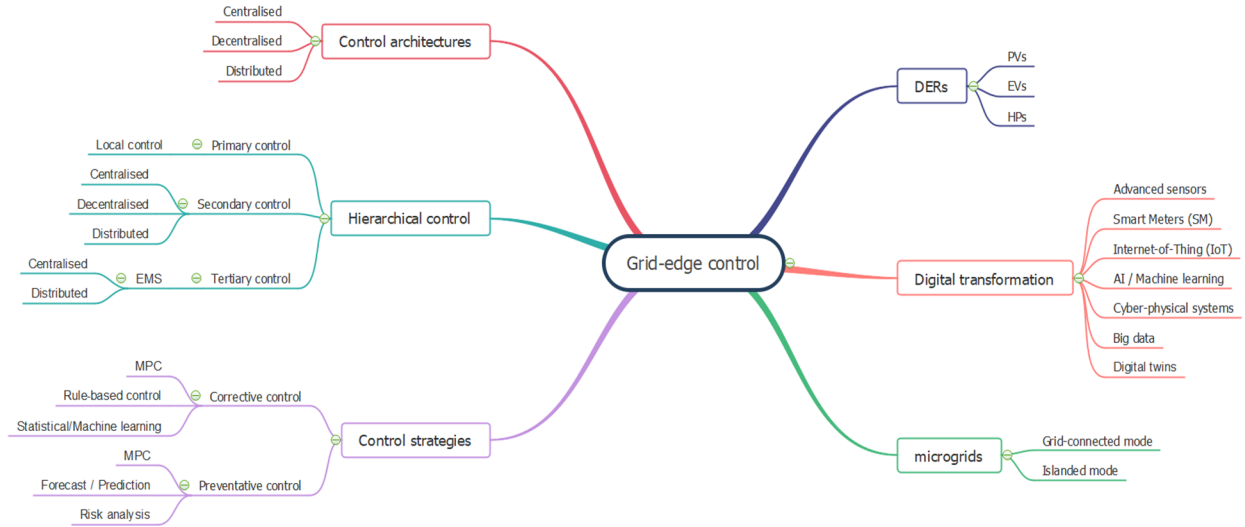 Grid-edge control
Control architectures
Centralised
Decentralised
Distributed
Hierarchical control
Primary control
Local control
Secondary control
Centralised
Decentralised
Distributed
Tertiary control
EMS
Centralised
Distributed
Control strategies
Corrective control
MPC
Rule-based control
Statistical/Machine learning
Preventative control
MPC
Forecast / Prediction
Risk analysis
DERs
PVs
EVs
HPs
Digital transformation
Advanced sensors
Smart Meters (SM)
Internet-of-Thing (IoT)
AI / Machine learning
Cyber-physical systems
Big data
Digital twins
microgrids
Grid-connected mode
Islanded mode